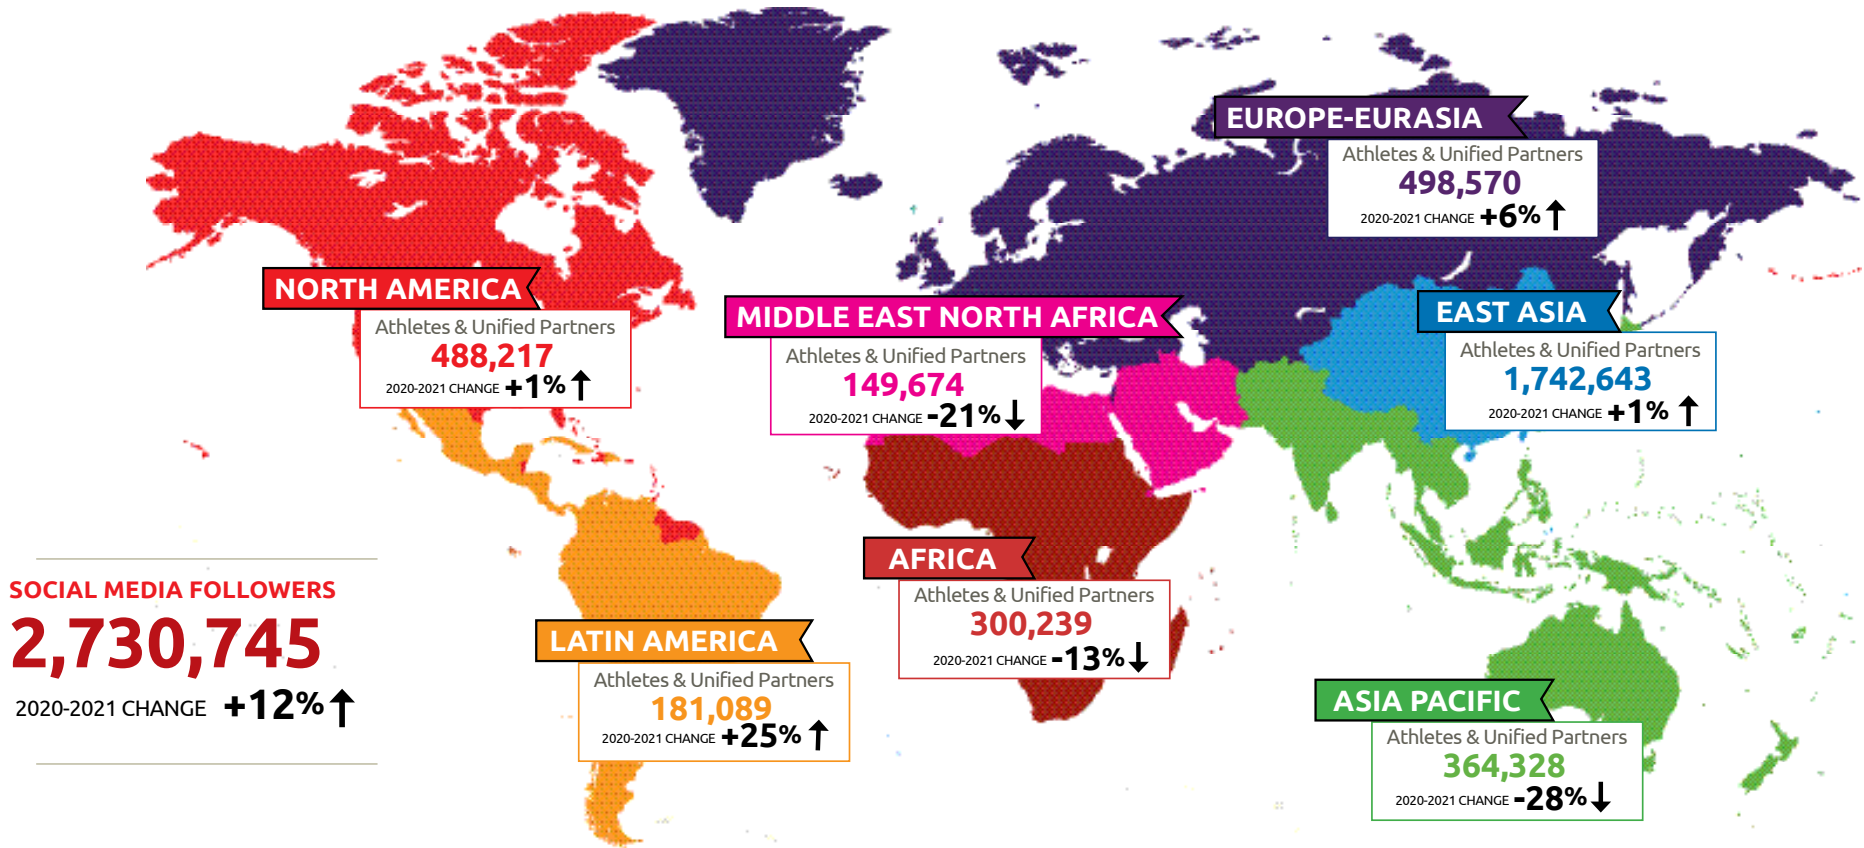 EUROPE-EURASIA
Athletes & Unified Partners
498,570
2020-2021 CHANGE +6%
NORTH AMERICA
Athletes & Unified Partners
488,217
2020-2021 CHANGE +1%
MIDDLE EAST NORTH AFRICA
Athletes & Unified Partners
149,674
2020-2021 CHANGE -21%
EAST ASIA
Athletes & Unified Partners
1,742,643
2020-2021 CHANGE +1%
AFRICA
Athletes & Unified Partners
300,239
2020-2021 CHANGE -13%
SOCIAL MEDIA FOLLOWERS
2,730,745
2020-2021 CHANGE +12%
LATIN AMERICA
Athletes & Unified Partners
181,089
2020-2021 CHANGE +25%
ASIA PACIFIC
Athletes & Unified Partners
364,328
2020-2021 CHANGE -28%